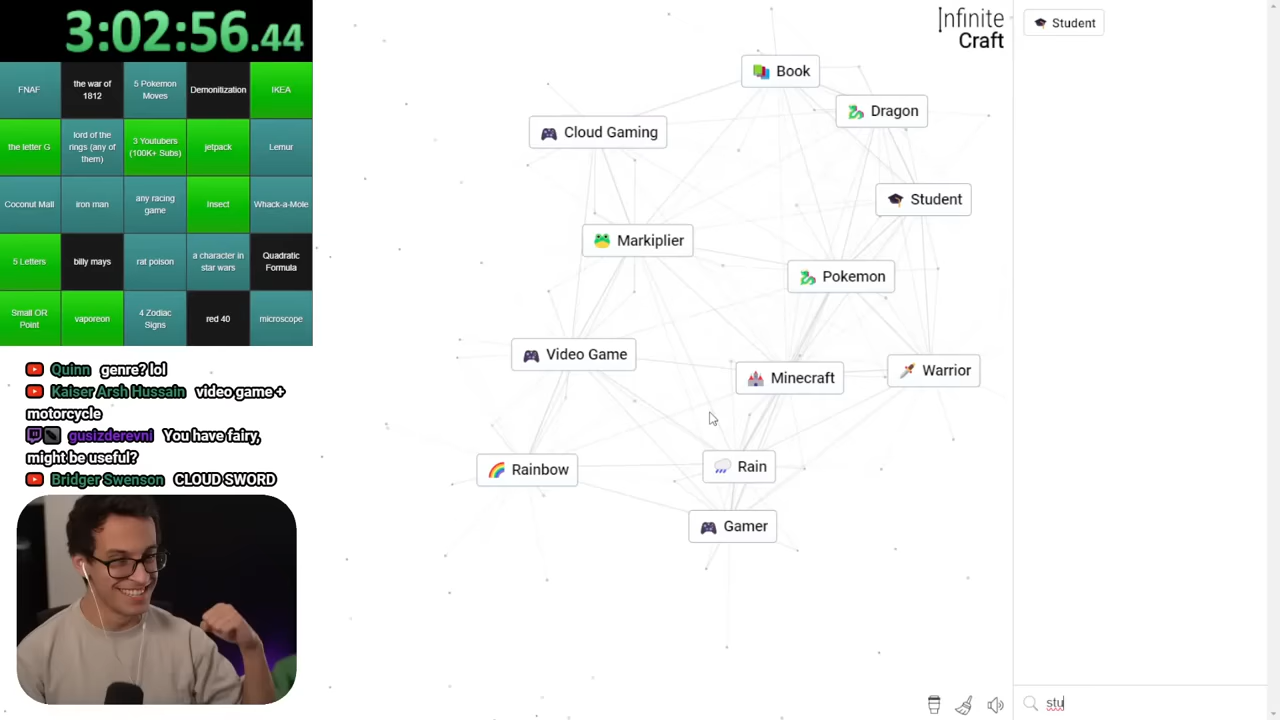 3:02:56.44
FNAF
the war of
1812
5 Pokemon
Moves
Demonitization
IKEA
the letter G
lord of the
rings (any of
them)
3 Youtubers
(100K+ Subs)
jetpack
Lemur
Coconut Mall
iron man
any racing
game
Insect
Whack-a-Mole
5 Letters
billy mays
rat poison
a character in
star wars
Quadratic
Formula
Small OR
Point
vaporeon
4 Zodiac
Signs
red 40
microscope
Quinn genre? lol
Kaiser Arsh Hussain video game +
motorcycle
gusizderevni You have fairy,
might be useful?
Bridger Swenson CLOUD SWORD
Infinite
Craft
Book
Dragon
Cloud Gaming
Student
Markiplier
Pokemon
Video Game
Minecraft
Warrior
Rainbow
Rain
Gamer
Student
stu